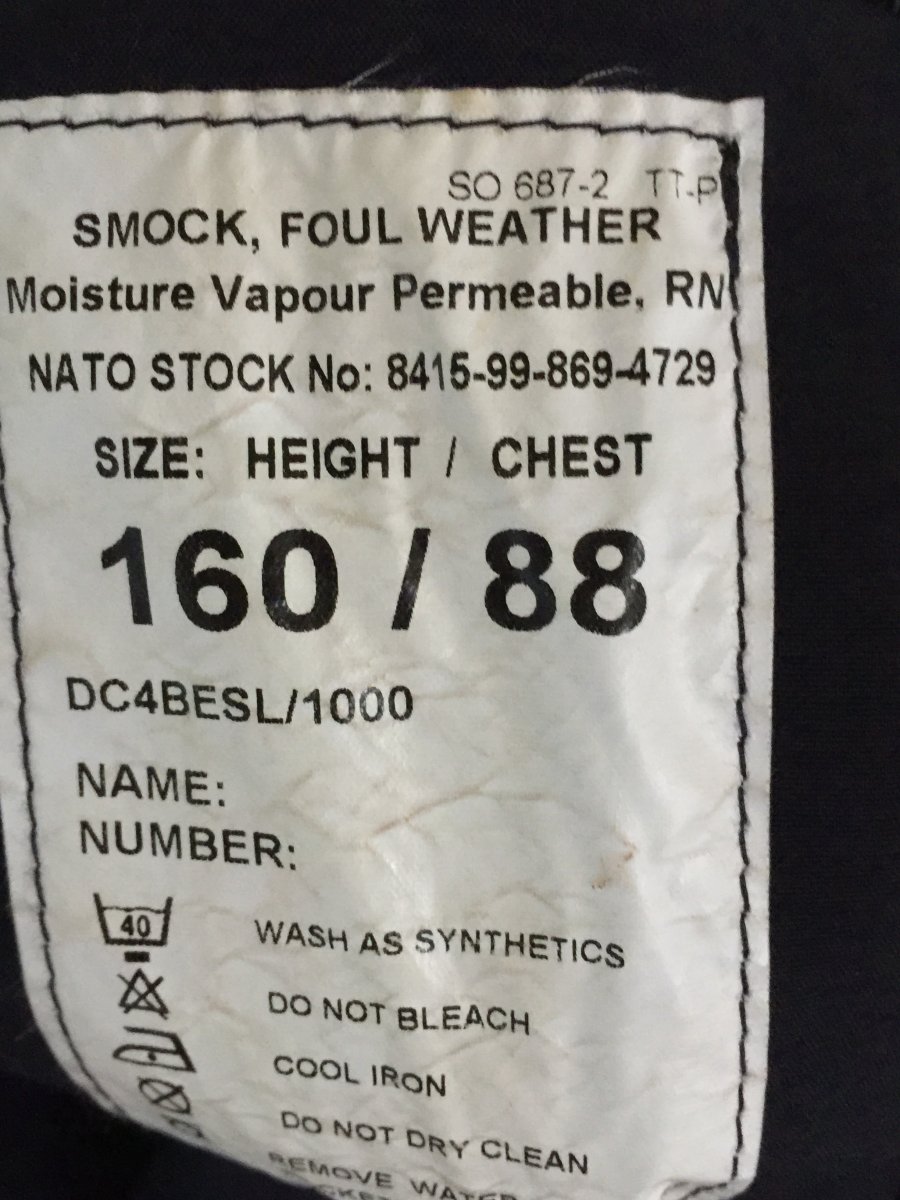 SO 687-2 TT-P
SMOCK, FOUL WEATHER
Moisture Vapour Permeable, RN
NATO STOCK No: 8415-99-869-4729
SIZE: HEIGHT / CHEST
160 / 88
DC4BESL/1000
NAME:
NUMBER:
40 WASH AS SYNTHETICS
DO NOT BLEACH
COOL IRON
DO NOT DRY CLEAN
REMOVE